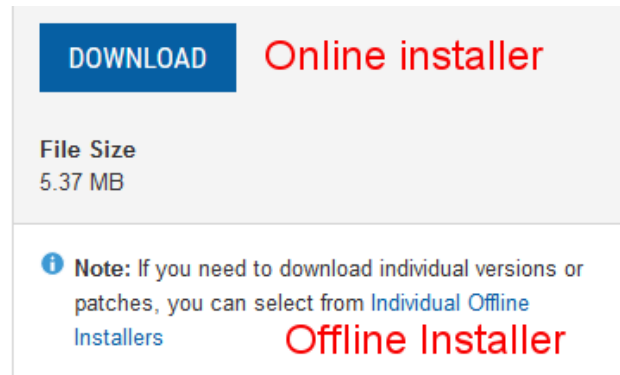 DOWNLOAD Online installer
File Size
5.37 MB
Note: If you need to download individual versions or
patches, you can select from Individual Offline
Installers Offline Installer